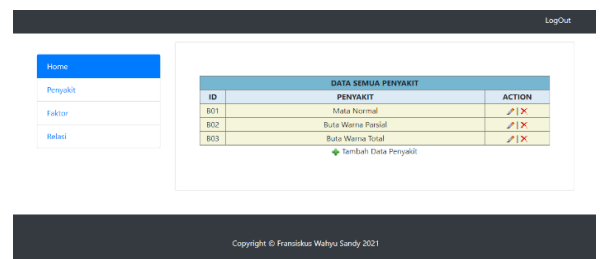 LogOut
Home
Penyakit
Faktor
Relasi
DATA SEMUA PENYAKIT
ID PENYAKIT ACTION
B01 Mata Normal |
B02 Buta Warna Parsial |
B03 Buta Warna Total |
Tambah Data Penyakit
Copyright © Fransiskus Wahyu Sandy 2021